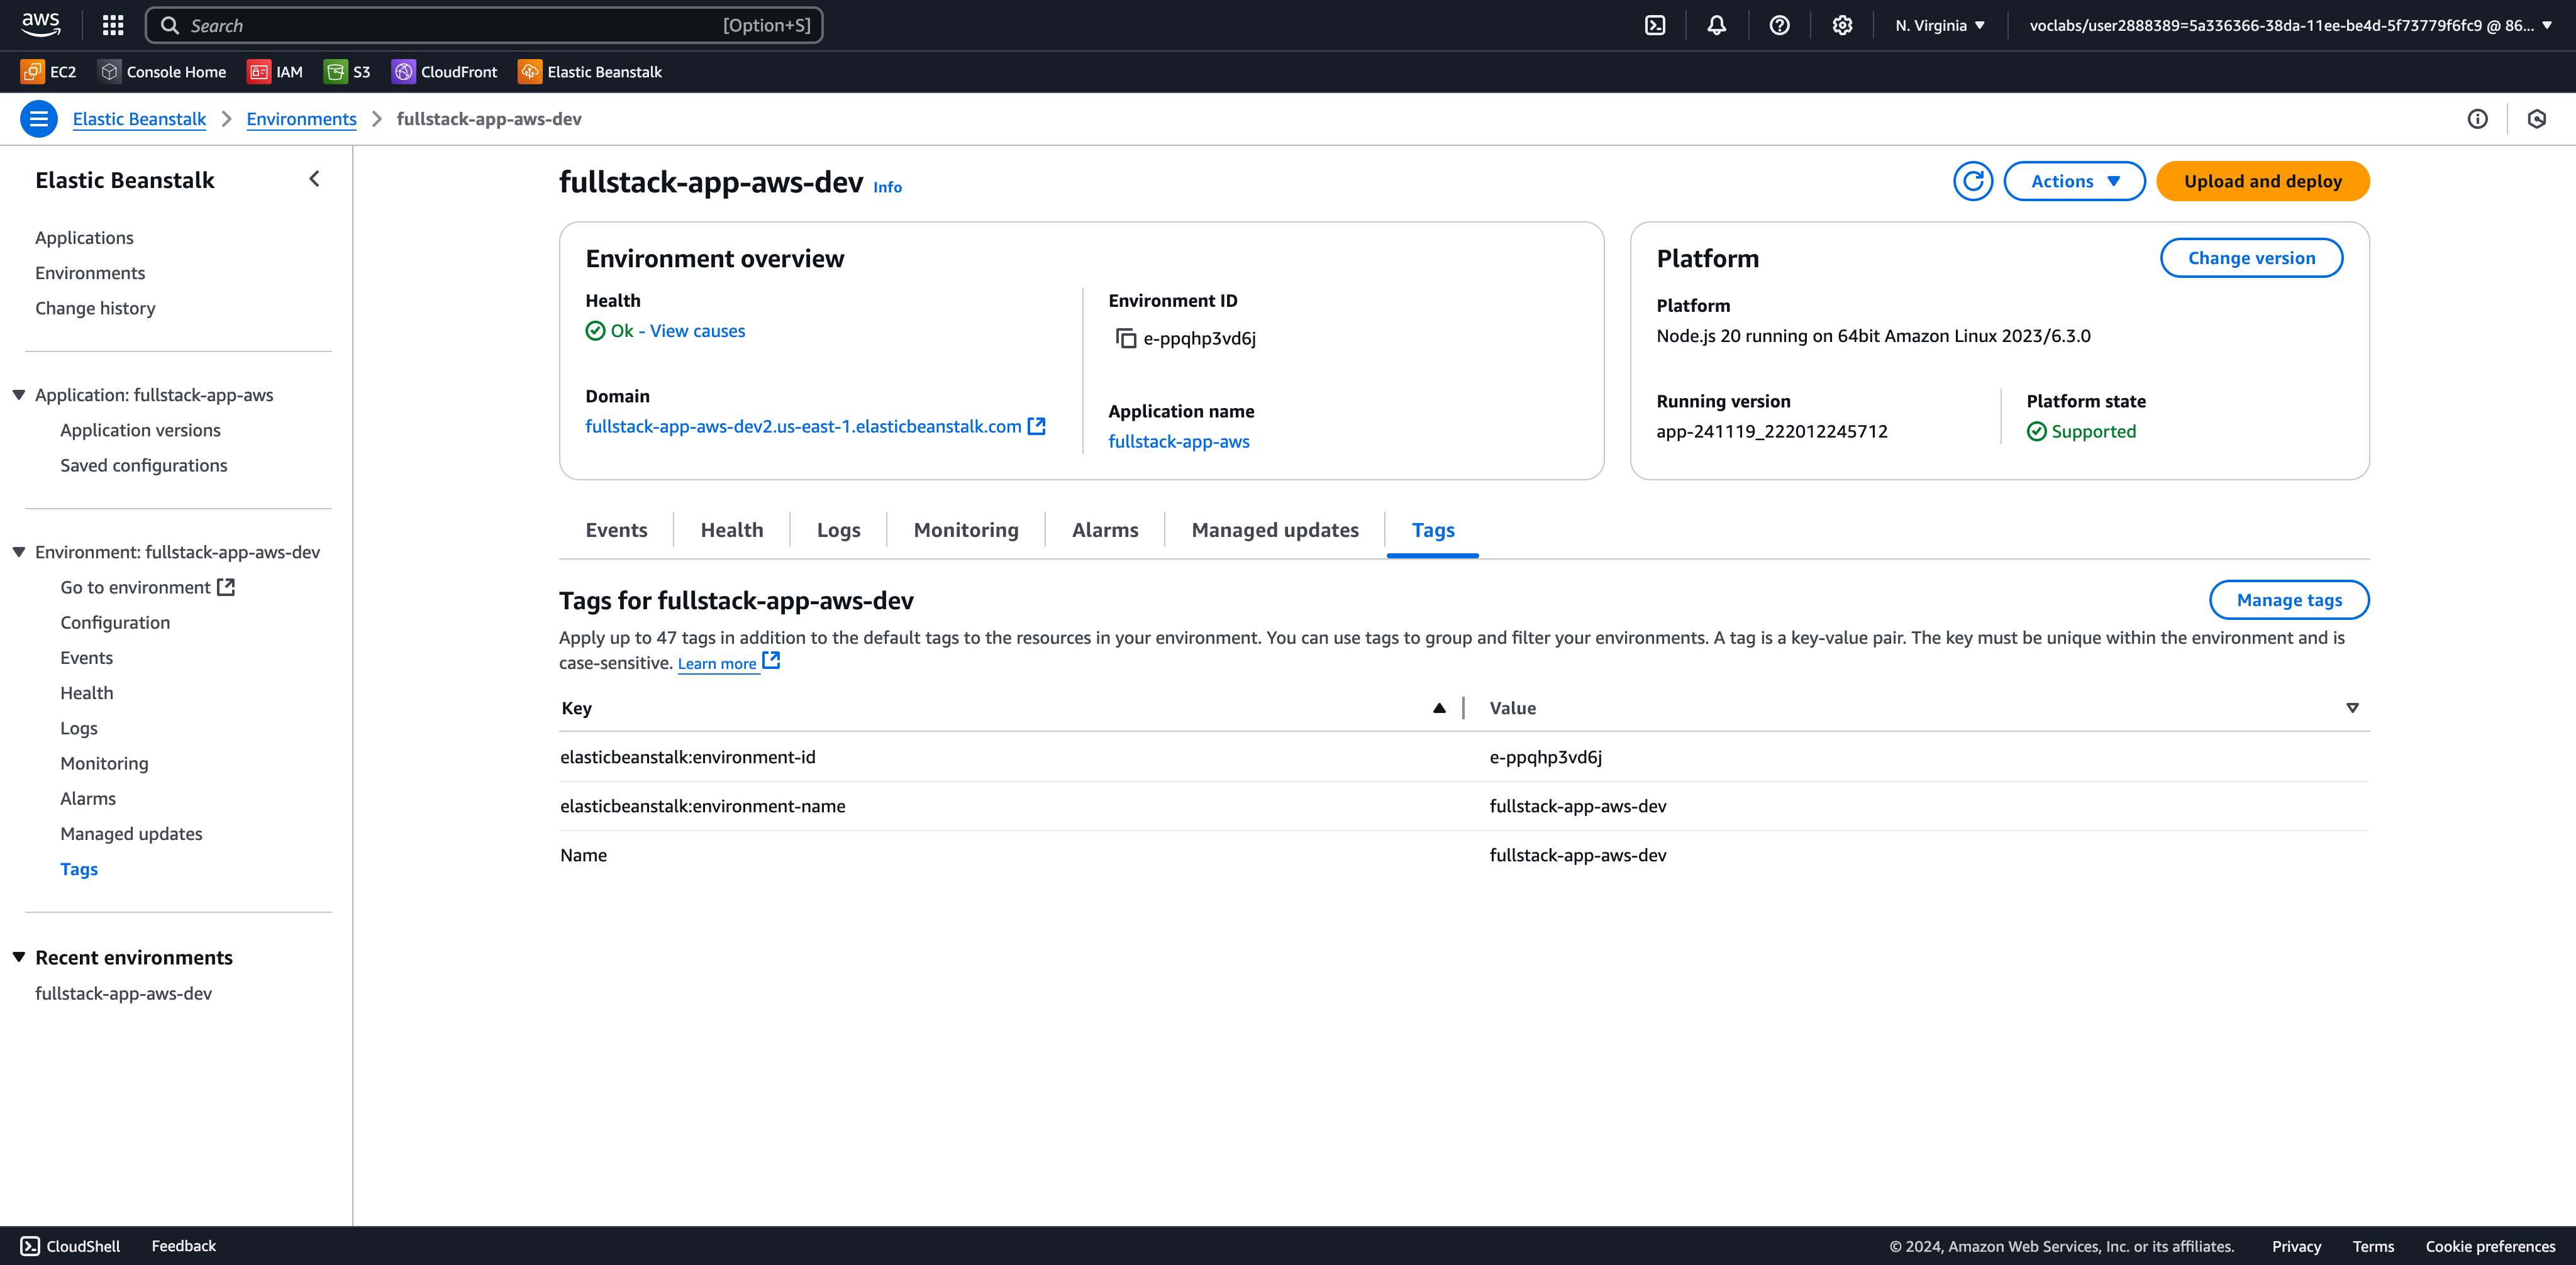 aws
Search
[Option+S]
N. Virginia
voclabs/user2888389=5a336366-38da-11ee-be4d-5f73779f6fc9 @ 86...
EC2
Console Home
IAM
S3
CloudFront
Elastic Beanstalk
Elastic Beanstalk
Environments
fullstack-app-aws-dev
Elastic Beanstalk
Applications
Environments
Change history
Application: fullstack-app-aws
Application versions
Saved configurations
Environment: fullstack-app-aws-dev
Go to environment
Configuration
Events
Health
Logs
Monitoring
Alarms
Managed updates
Tags
Recent environments
fullstack-app-aws-dev
fullstack-app-aws-dev Info
Actions
Upload and deploy
Environment overview
Health
Ok - View causes
Domain
fullstack-app-aws-dev2.us-east-1.elasticbeanstalk.com
Environment ID
e-ppqhp3vd6j
Application name
fullstack-app-aws
Platform
Change version
Platform
Node.js 20 running on 64bit Amazon Linux 2023/6.3.0
Running version
app-241119_222012245712
Platform state
Supported
Events
Health
Logs
Monitoring
Alarms
Managed updates
Tags
Tags for fullstack-app-aws-dev
Manage tags
Apply up to 47 tags in addition to the default tags to the resources in your environment. You can use tags to group and filter your environments. A tag is a key-value pair. The key must be unique within the environment and is
case-sensitive. Learn more
Key
Value
elasticbeanstalk:environment-id
e-ppqhp3vd6j
elasticbeanstalk:environment-name
fullstack-app-aws-dev
Name
fullstack-app-aws-dev
CloudShell
Feedback
© 2024, Amazon Web Services, Inc. or its affiliates.
Privacy
Terms
Cookie preferences